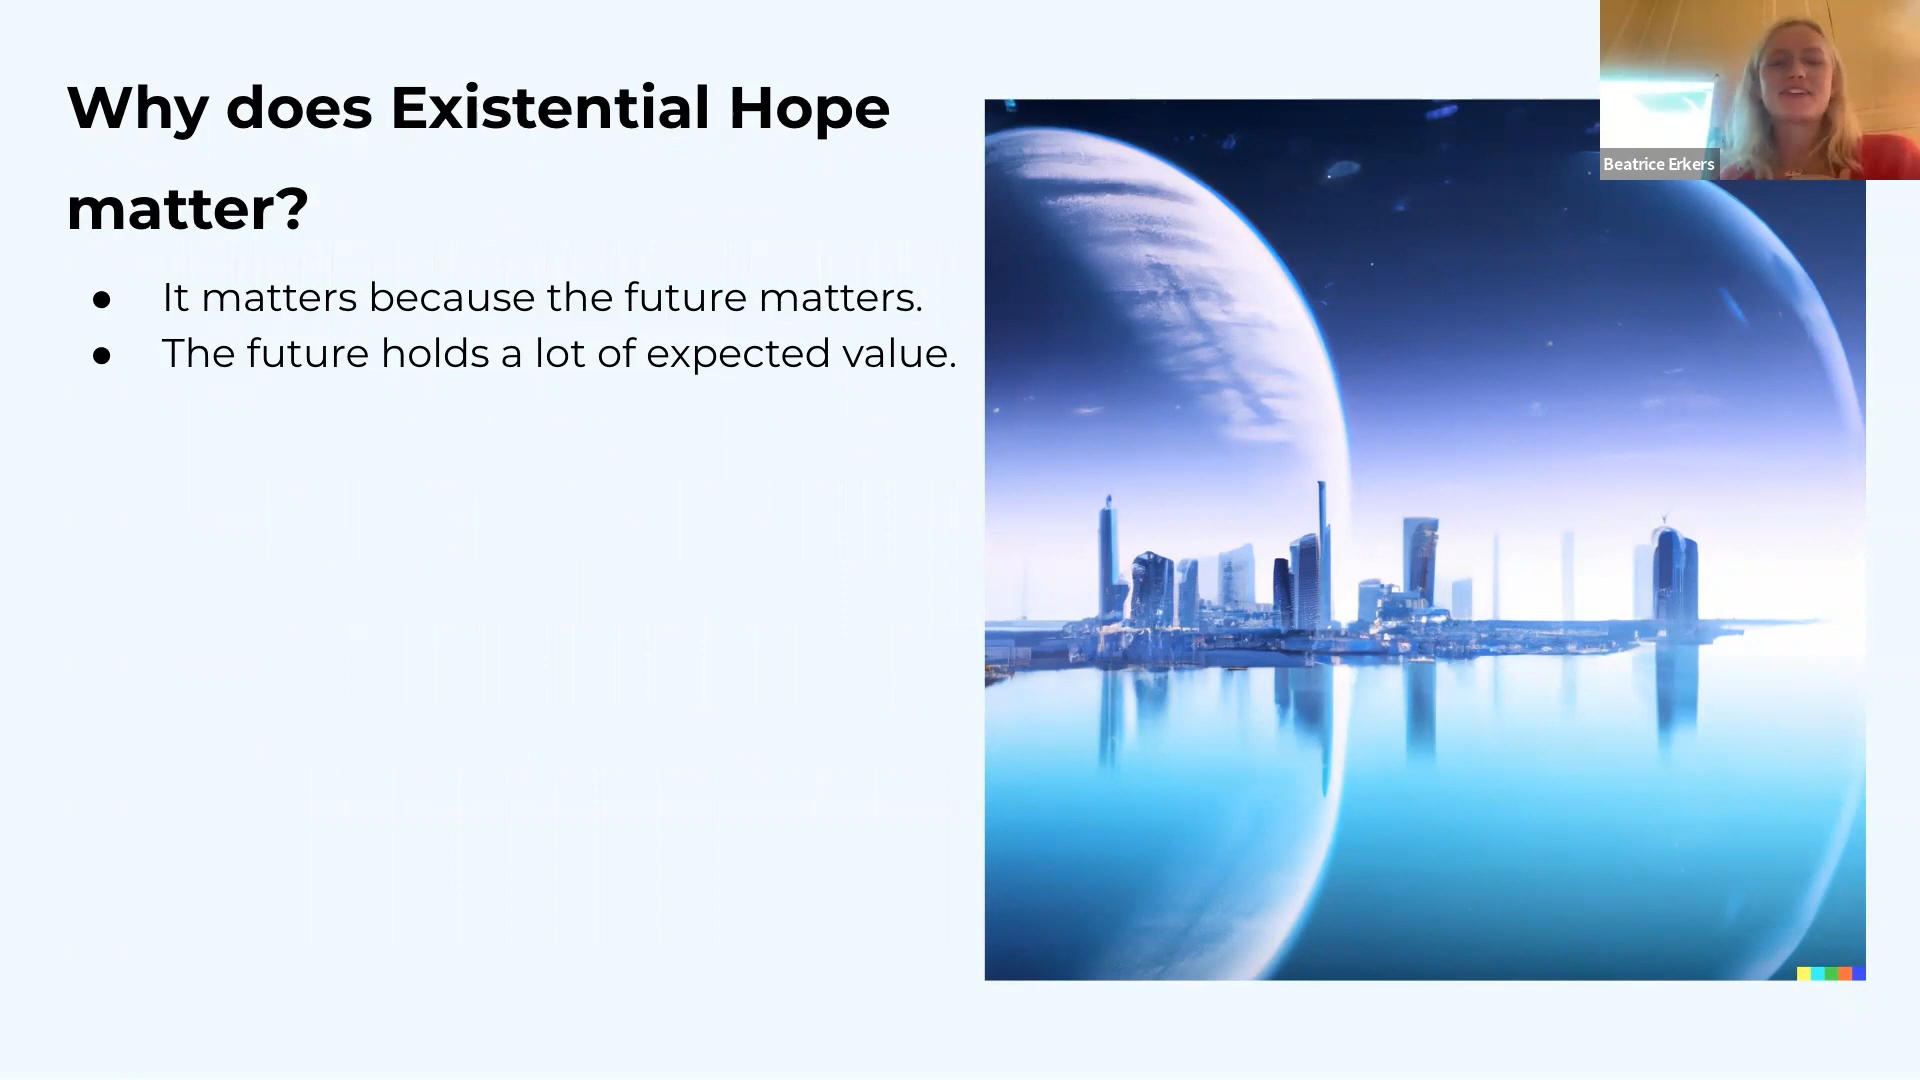 Why does Existential Hope
matter?
● It matters because the future matters.
● The future holds a lot of expected value.
Beatrice Erkers